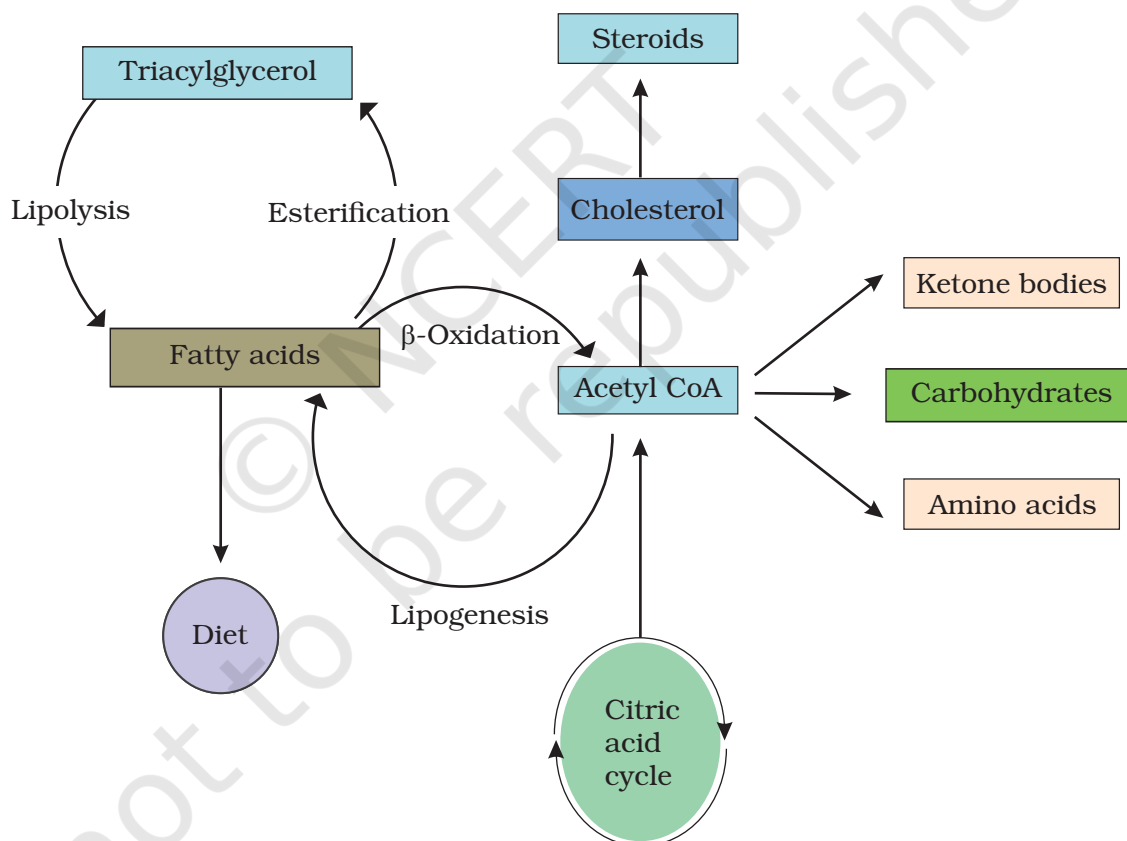 Steroids
Triacylglycerol
Lipolysis
Esterification
Cholesterol
Ketone bodies
β-Oxidation
Fatty acids
Acetyl CoA
Carbohydrates
Amino acids
Lipogenesis
Diet
Citric
acid
cycle
© NCERT
not to be republishe